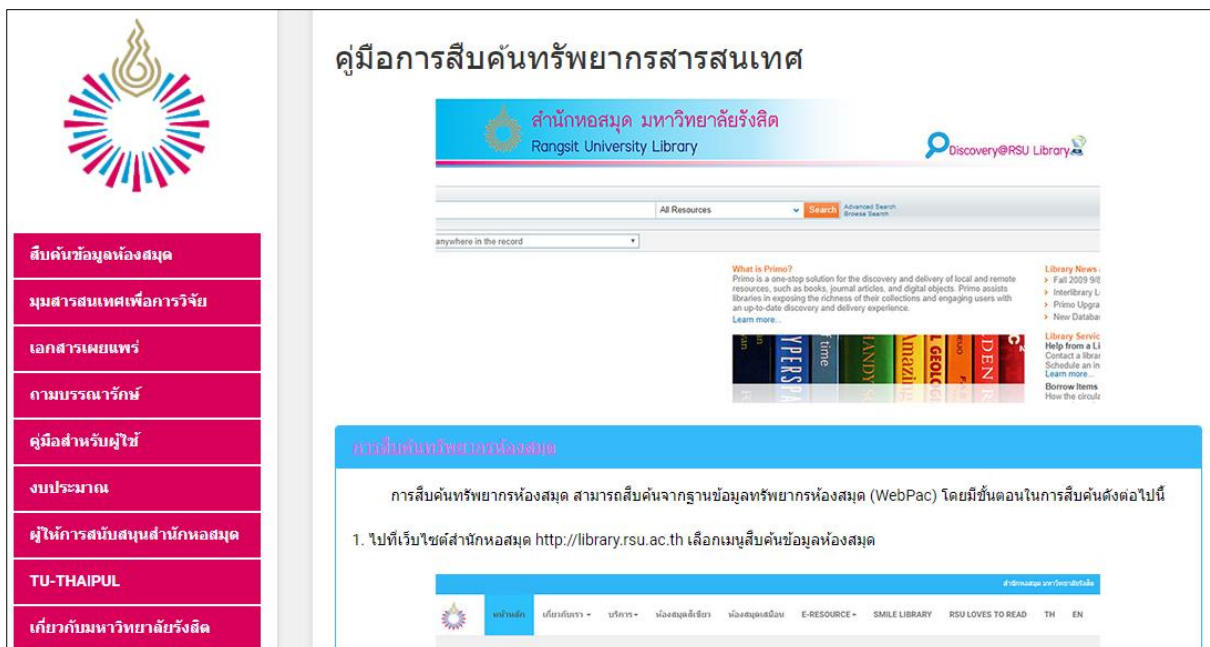 คู่มือการสืบค้นทรัพยากรสารสนเทศ
สำนักหอสมุด มหาวิทยาลัยรังสิต
Rangsit University Library
Discovery@RSU Library
All Resources
Search
Advanced Search
Browse Search
anywhere in the record
What is Primo?
Primo is a one-stop solution for the discovery and delivery of local and remote
resources, such as books, journal articles, and digital objects. Primo assists
libraries in exposing the richness of their collections and engaging users with
an up-to-date discovery and delivery experience.
Learn more...
Library News
Fall 2009 9/8
Interlibrary L
Primo Upgra
New Databa
Library Servic
Help from a Li
Contact a librar
Schedule an in
Learn more...
Borrow Items
How the circula
YPERSPA
time
HANDY
Amazin
L GEOLOG
DDEN
สืบค้นข้อมูลห้องสมุด
มุมสารสนเทศเพื่อการวิจัย
เอกสารเผยแพร่
ถามบรรณารักษ์
คู่มือสำหรับผู้ใช้
งบประมาณ
ผู้ให้การสนับสนุนสำนักหอสมุด
TU-THAIPUL
เกี่ยวกับมหาวิทยาลัยรังสิต
การสืบค้นทรัพยากรห้องสมุด
การสืบค้นทรัพยากรห้องสมุด สามารถสืบค้นจากฐานข้อมูลทรัพยากรห้องสมุด (WebPac) โดยมีขั้นตอนในการสืบค้นดังต่อไปนี้
1. ไปที่เว็บไซต์สำนักหอสมุด http://library.rsu.ac.th เลือกเมนูสืบค้นข้อมูลห้องสมุด
สำนักหอสมุด มหาวิทยาลัยรังสิต
หน้าหลัก เกี่ยวกับเรา บริการ ห้องสมุดสีเขียว ห้องสมุดเสมือน E-RESOURCE SMILE LIBRARY RSU LOVES TO READ TH EN